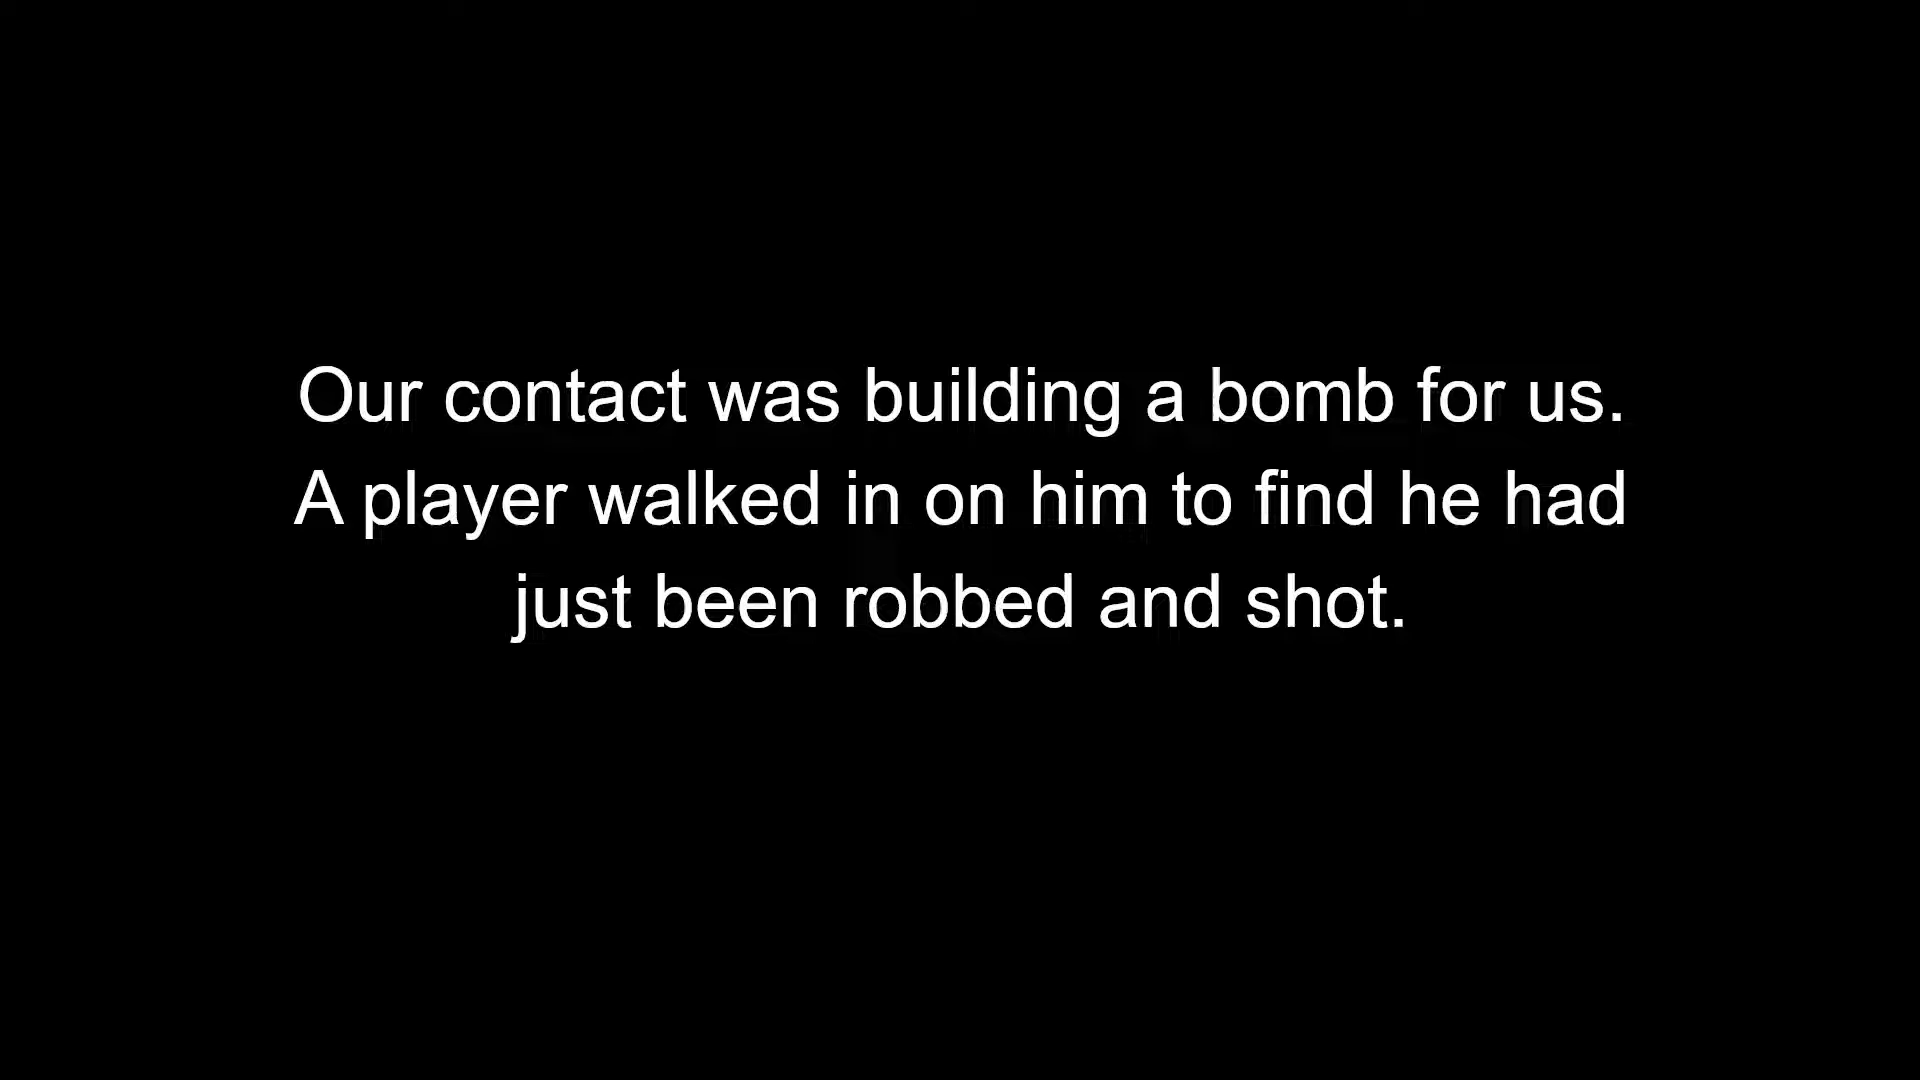 Our contact was building a bomb for us.
A player walked in on him to find he had
just been robbed and shot.